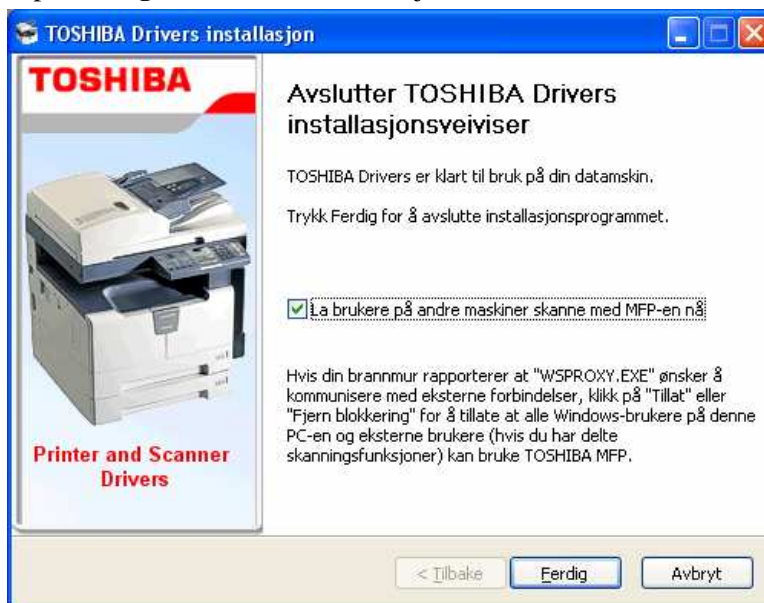 TOSHIBA Drivers installasjon
TOSHIBA
Avslutter TOSHIBA Drivers
installasjonsveiviser
TOSHIBA Drivers er klart til bruk på din datamskin.
Trykk Ferdig for å avslutte installasjonsprogrammet.
La brukere på andre maskiner skanne med MFP-en nå
Hvis din brannmur rapporterer at "WSPROXY.EXE" ønsker å
kommunisere med eksterne forbindelser, klikk på "Tillat" eller
"Fjern blokkering" for å tillate at alle Windows-brukere på denne
PC-en og eksterne brukere (hvis du har delte
skanningsfunksjoner) kan bruke TOSHIBA MFP.
Printer and Scanner
Drivers
< Tilbake
Ferdig
Avbryt